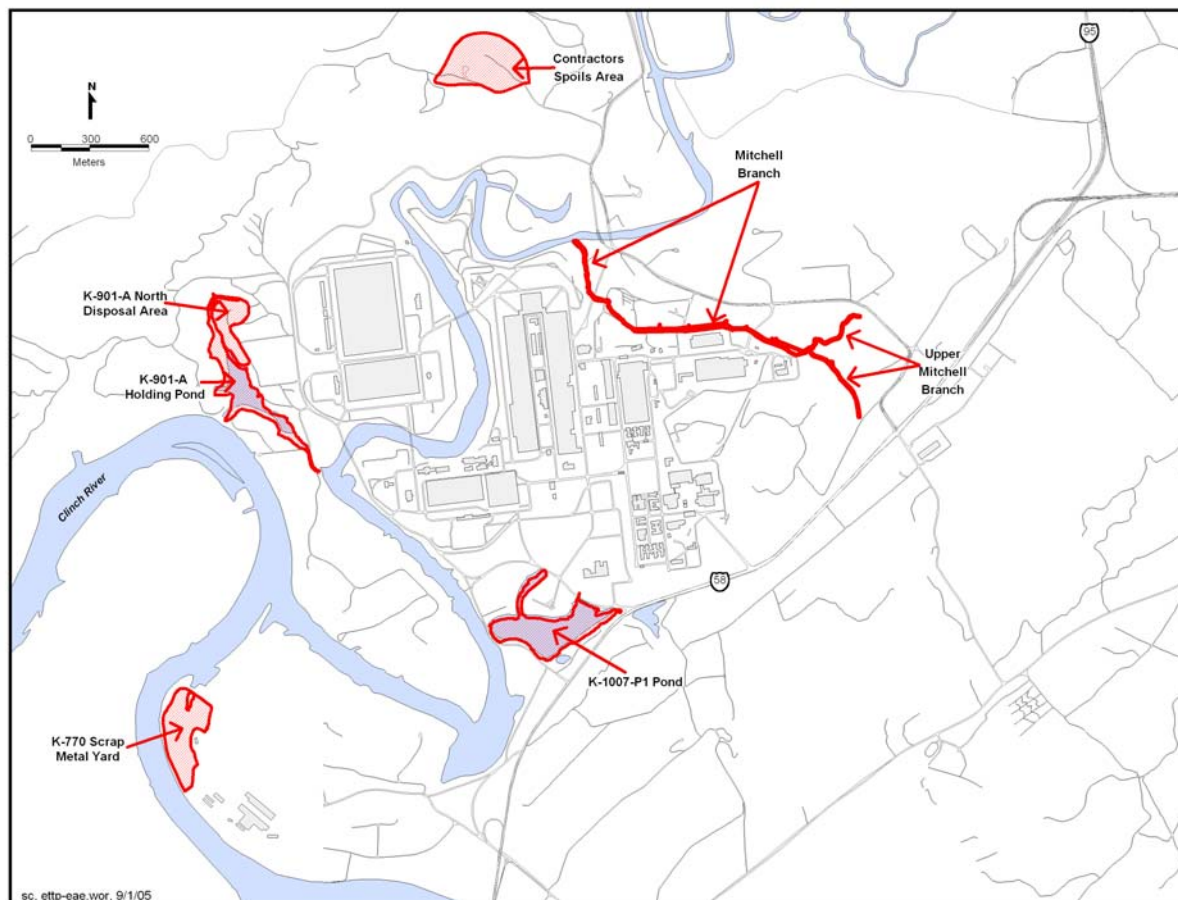 95
Contractors
Spoils Area
N
0 300 600
Meters
Mitchell
Branch
K-901-A North
Disposal Area
K-901-A
Holding Pond
Upper
Mitchell
Branch
Clinch River
58
K-1007-P1 Pond
K-770 Scrap
Metal Yard
sc, ettp-eae.wor, 9/1/05